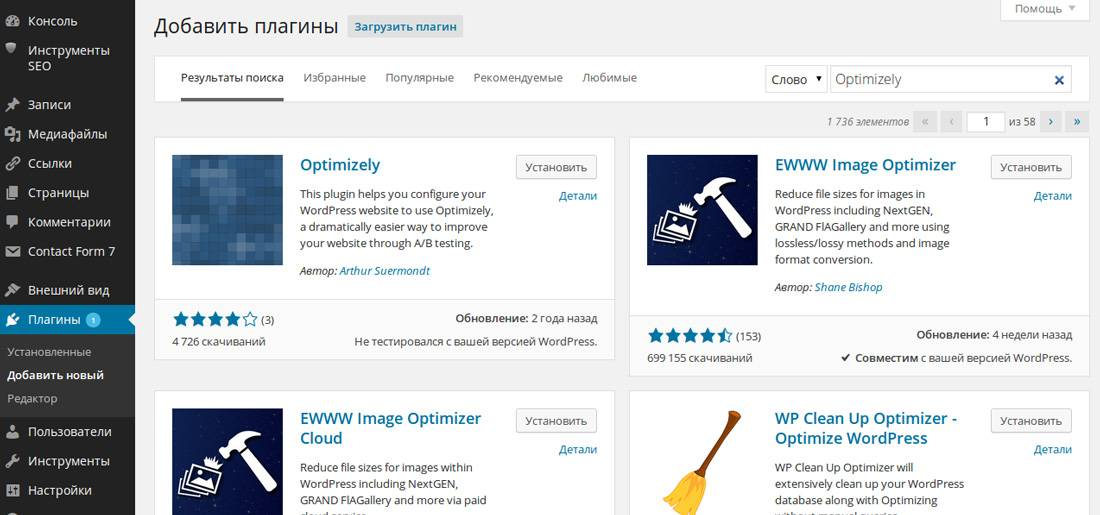 Консоль
Инструменты
SEO
Записи
Медиафайлы
Ссылки
Страницы
Комментарии
Contact Form 7
Внешний вид
Плагины 1
Установленные
Добавить новый
Редактор
Пользователи
Инструменты
Настройки
Помощь
Добавить плагины Загрузить плагин
Результаты поиска Избранные Популярные Рекомендуемые Любимые Слово Optimizely
1 736 элементов « ‹ 1 из 58 › »
Optimizely
Установить
Детали
This plugin helps you configure your
WordPress website to use Optimizely,
a dramatically easier way to improve
your website through A/B testing.
Автор: Arthur Suermondt
(3)
Обновление: 2 года назад
4 726 скачиваний
Не тестировался с вашей версией WordPress.
EWWW Image Optimizer
Установить
Детали
Reduce file sizes for images in
WordPress including NextGEN,
GRAND FlAGallery and more using
lossless/lossy methods and image
format conversion.
Автор: Shane Bishop
(153)
Обновление: 4 недели назад
699 155 скачиваний
Совместим с вашей версией WordPress.
EWWW Image Optimizer
Cloud
Установить
Детали
Reduce file sizes for images within
WordPress including NextGEN,
GRAND FlAGallery and more via paid
WP Clean Up Optimizer -
Optimize WordPress
Установить
Детали
WP Clean Up Optimizer will
extensively clean up your WordPress
database along with Optimizing